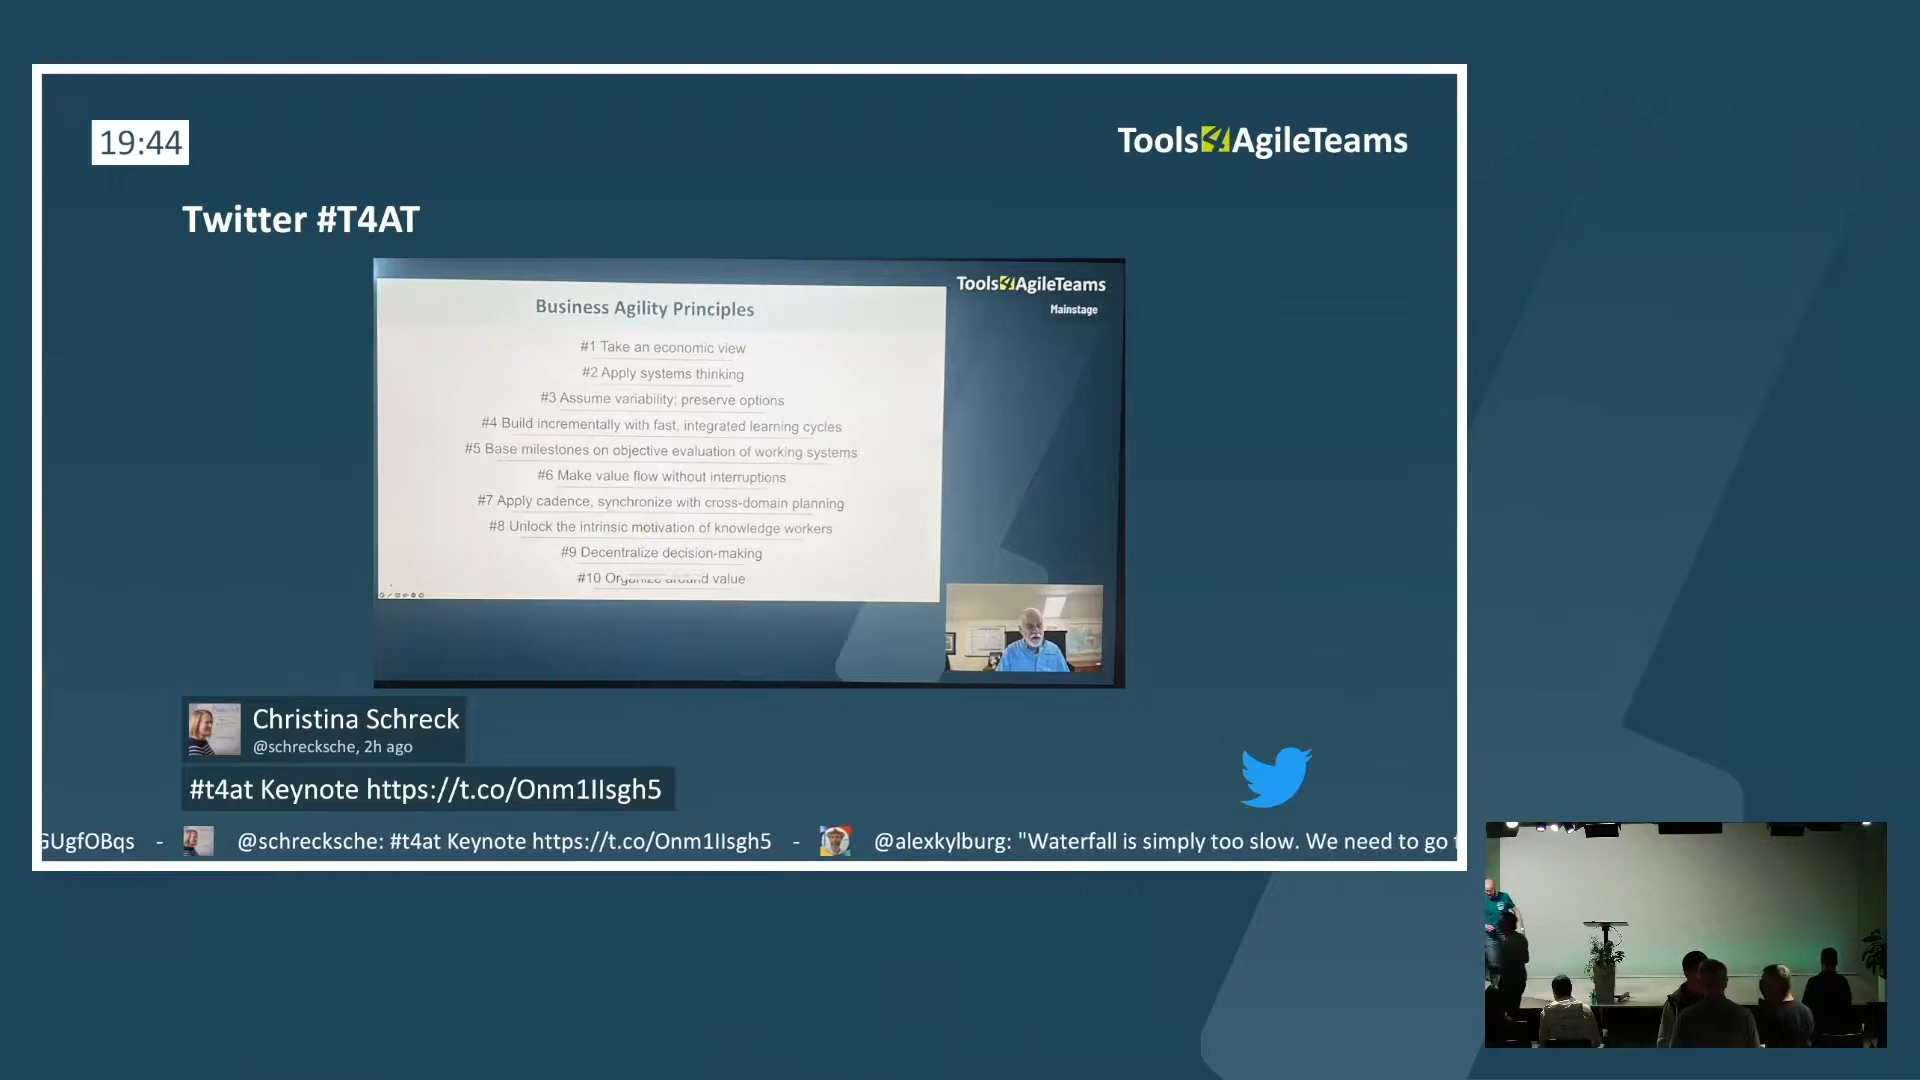 19:44
Tools4AgileTeams
Twitter #T4AT
Tools4AgileTeams
Mainstage
Business Agility Principles
#1 Take an economic view
#2 Apply systems thinking
#3 Assume variability; preserve options
#4 Build incrementally with fast, integrated learning cycles
#5 Base milestones on objective evaluation of working systems
#6 Make value flow without interruptions
#7 Apply cadence, synchronize with cross-domain planning
#8 Unlock the intrinsic motivation of knowledge workers
#9 Decentralize decision-making
#10 Organize around value
Christina Schreck
@schrecksche, 2h ago
#t4at Keynote https://t.co/Onm1IIsgh5
GUgfOBqs - @schrecksche: #t4at Keynote https://t.co/Onm1IIsgh5 - @alexkylburg: "Waterfall is simply too slow. We need to go